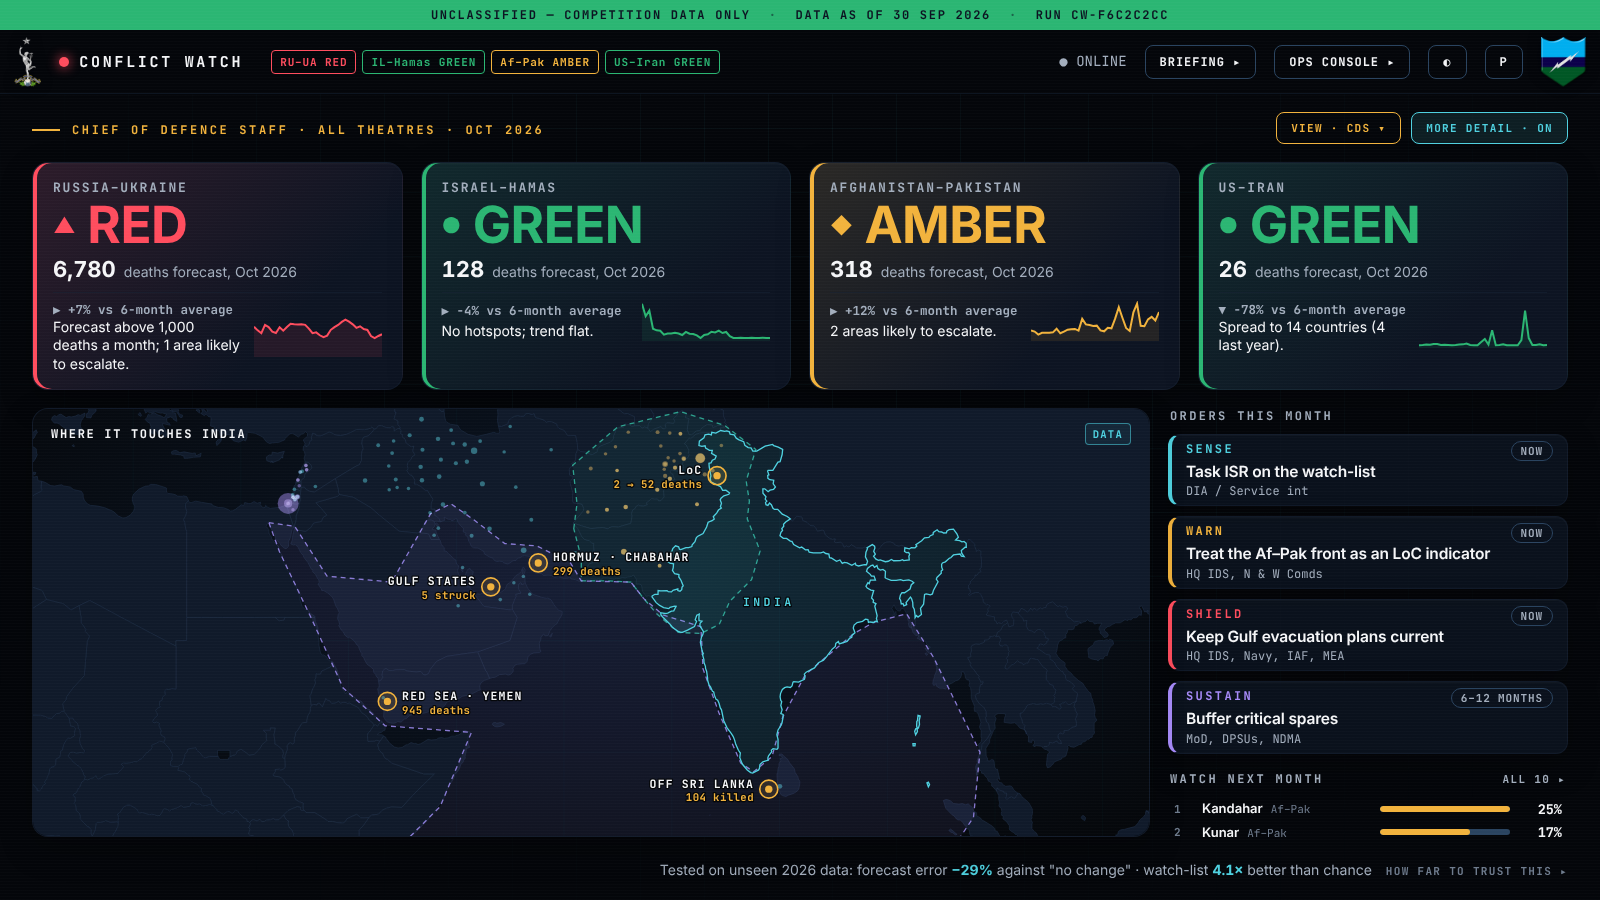 UNCLASSIFIED — COMPETITION DATA ONLY · DATA AS OF 30 SEP 2026 · RUN CW-F6C2C2CC
CONFLICT WATCH
RU-UA RED
IL-Hamas GREEN
Af-Pak AMBER
US-Iran GREEN
● ONLINE
BRIEFING ▸
OPS CONSOLE ▸
◐
P
CHIEF OF DEFENCE STAFF · ALL THEATRES · OCT 2026
VIEW · CDS ▾
MORE DETAIL · ON
RUSSIA–UKRAINE
▲ RED
6,780 deaths forecast, Oct 2026
▶ +7% vs 6-month average
Forecast above 1,000
deaths a month; 1 area likely
to escalate.
ISRAEL–HAMAS
● GREEN
128 deaths forecast, Oct 2026
▶ -4% vs 6-month average
No hotspots; trend flat.
AFGHANISTAN–PAKISTAN
◆ AMBER
318 deaths forecast, Oct 2026
▶ +12% vs 6-month average
2 areas likely to escalate.
US–IRAN
● GREEN
26 deaths forecast, Oct 2026
▼ -78% vs 6-month average
Spread to 14 countries (4
last year).
WHERE IT TOUCHES INDIA
DATA
LoC
2 → 52 deaths
HORMUZ · CHABAHAR
299 deaths
GULF STATES
5 struck
INDIA
RED SEA · YEMEN
945 deaths
OFF SRI LANKA
104 killed
ORDERS THIS MONTH
SENSE
NOW
Task ISR on the watch-list
DIA / Service int
WARN
NOW
Treat the Af–Pak front as an LoC indicator
HQ IDS, N & W Comds
SHIELD
NOW
Keep Gulf evacuation plans current
HQ IDS, Navy, IAF, MEA
SUSTAIN
6–12 MONTHS
Buffer critical spares
MoD, DPSUs, NDMA
WATCH NEXT MONTH
ALL 10 ▸
1 Kandahar Af-Pak 25%
2 Kunar Af-Pak 17%
Tested on unseen 2026 data: forecast error −29% against "no change" · watch-list 4.1× better than chance HOW FAR TO TRUST THIS ▸